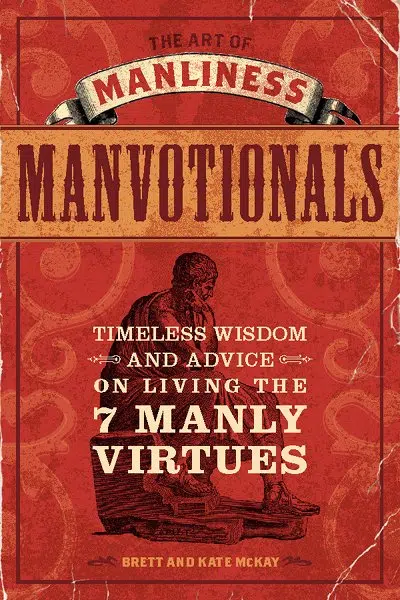 THE ART OF
MANLINESS
MANVOTIONALS
TIMELESS WISDOM
AND ADVICE
ON LIVING THE
7 MANLY
VIRTUES
BRETT AND KATE McKAY